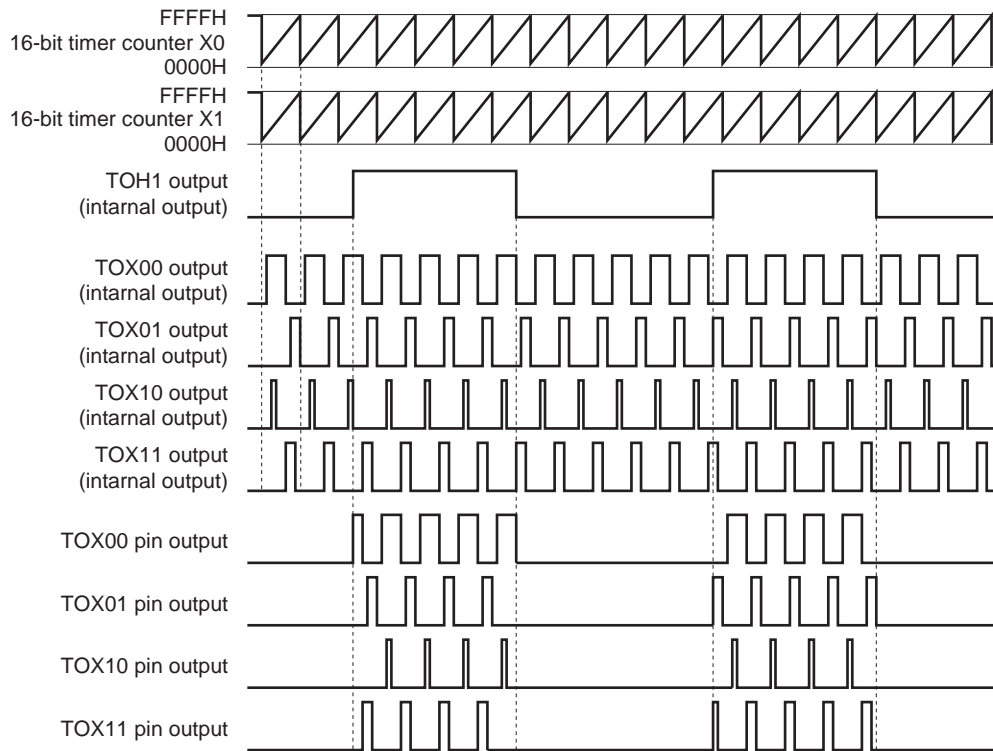 FFFFH
16-bit timer counter X0
0000H
FFFFH
16-bit timer counter X1
0000H
TOH1 output
(intarnal output)
TOX00 output
(intarnal output)
TOX01 output
(intarnal output)
TOX10 output
(intarnal output)
TOX11 output
(intarnal output)
TOX00 pin output
TOX01 pin output
TOX10 pin output
TOX11 pin output